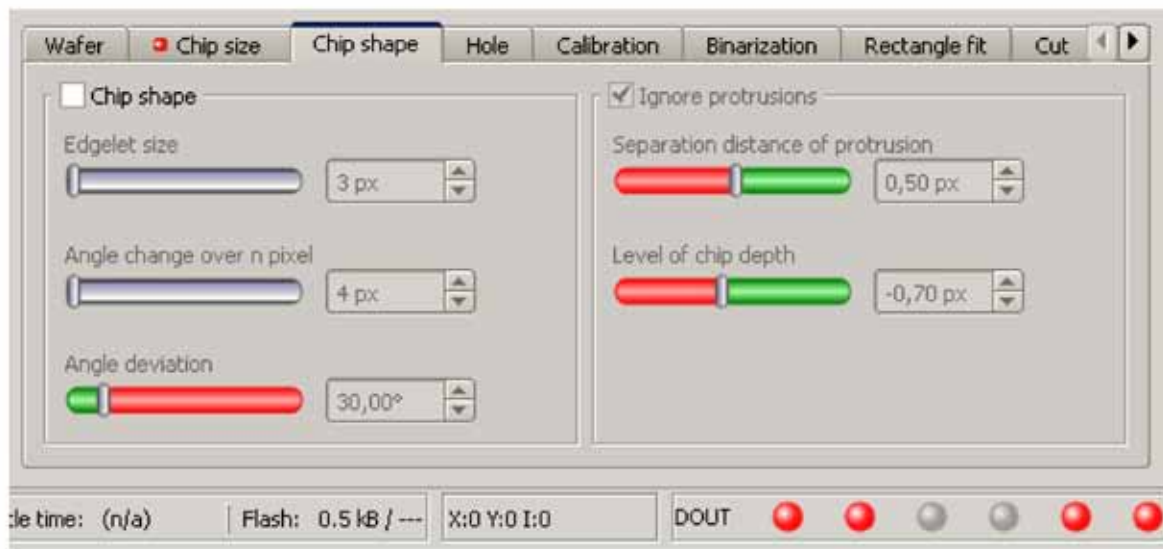 Wafer Chip size Chip shape Hole Calibration Binarization Rectangle fit Cut
Chip shape
Edgelet size
3 px
Angle change over n pixel
4 px
Angle deviation
30,00°
Ignore protrusions
Separation distance of protrusion
0,50 px
Level of chip depth
-0,70 px
cle time: (n/a) Flash: 0.5 kB / --- X:0 Y:0 I:0 DOUT